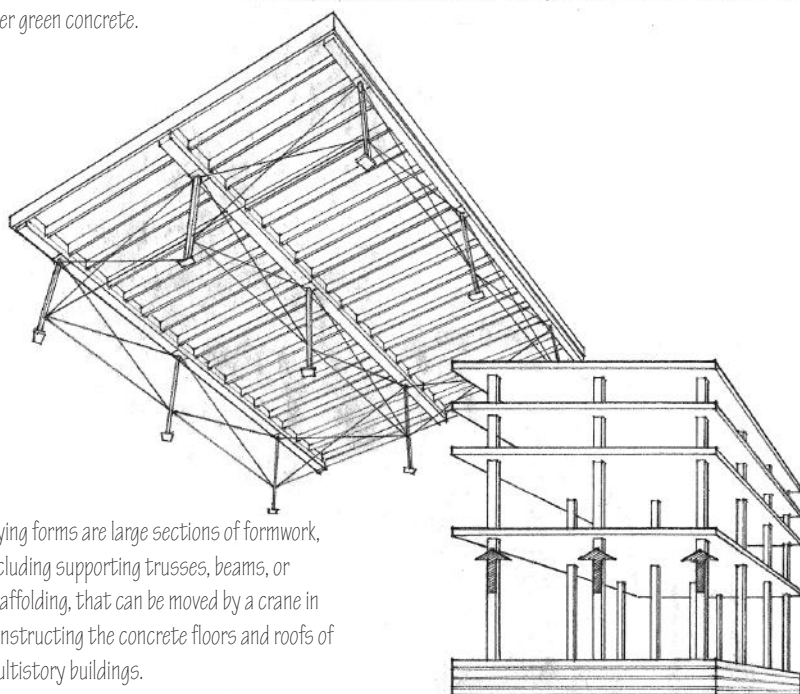 er green concrete.
ying forms are large sections of formwork,
cluding supporting trusses, beams, or
affolding, that can be moved by a crane in
nstructing the concrete floors and roofs of
ultistory buildings.